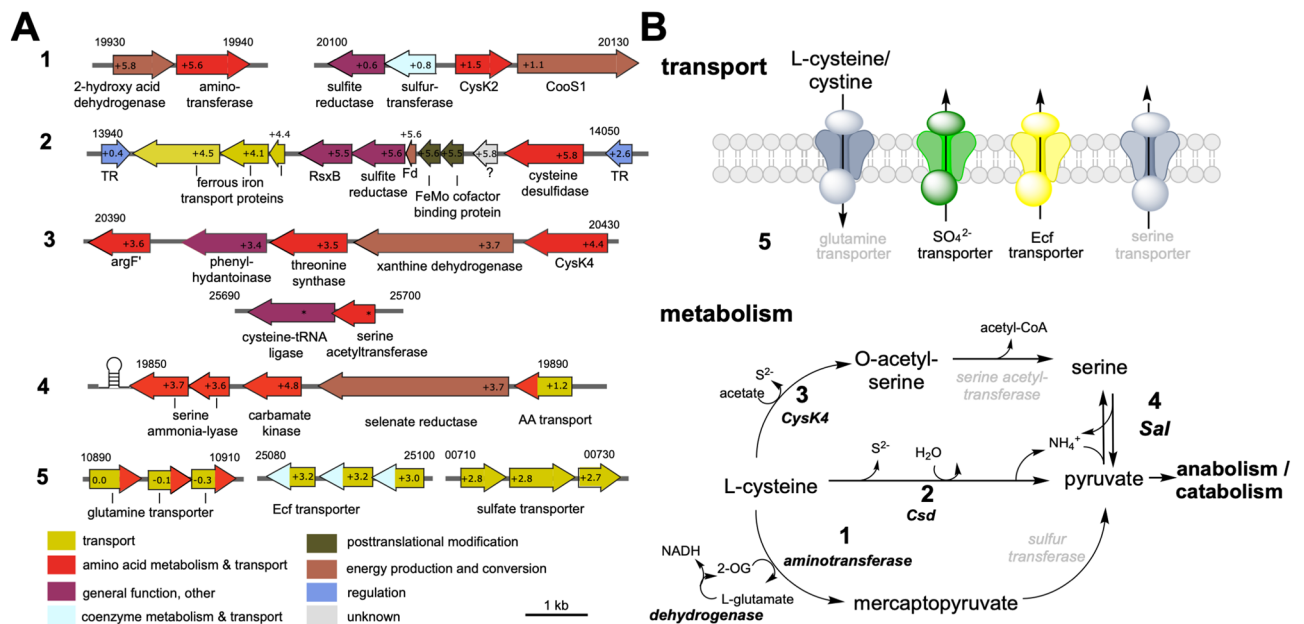 A
1
19930
19940
+5.8
+5.6
2-hydroxy acid
dehydrogenase
amino-
transferase
20100
20130
+0.6
+0.8
+1.5
+1.1
sulfite
reductase
sulfur-
transferase
CysK2
CooS1
2
13940
14050
+0.4
+4.5
+4.1
+4.4
+5.5
+5.6
+5.6
+5.6
+5.5
+5.8
+5.8
+2.6
TR
ferrous iron
transport proteins
RsxB
sulfite
reductase
Fd
FeMo cofactor
binding protein
?
cysteine
desulfidase
TR
3
20390
20430
+3.6
+3.4
+3.5
+3.7
+4.4
argF'
phenyl-
hydantoinase
threonine
synthase
xanthine dehydrogenase
CysK4
25690
25700
*
*
cysteine-tRNA
ligase
serine
acetyltransferase
4
19850
19890
+3.7
+3.6
+4.8
+3.7
+1.2
serine
ammonia-lyase
carbamate
kinase
selenate reductase
AA transport
5
10890
10910
0.0
-0.1
-0.3
glutamine transporter
25080
25100
+3.2
+3.2
+3.0
Ecf transporter
00710
00730
+2.8
+2.8
+2.7
sulfate transporter
transport
amino acid metabolism & transport
general function, other
coenzyme metabolism & transport
posttranslational modification
energy production and conversion
regulation
unknown
1 kb
B
transport
L-cysteine/
cystine
5
glutamine
transporter
SO₄²⁻
transporter
Ecf
transporter
serine
transporter
metabolism
acetyl-CoA
O-acetyl-
serine
serine acetyl-
transferase
serine
S²⁻
acetate
3
CysK4
4
Sal
NH₄⁺
S²⁻
H₂O
L-cysteine
2
Csd
pyruvate
anabolism /
catabolism
1
aminotransferase
sulfur
transferase
NADH
2-OG
L-glutamate
dehydrogenase
mercaptopyruvate